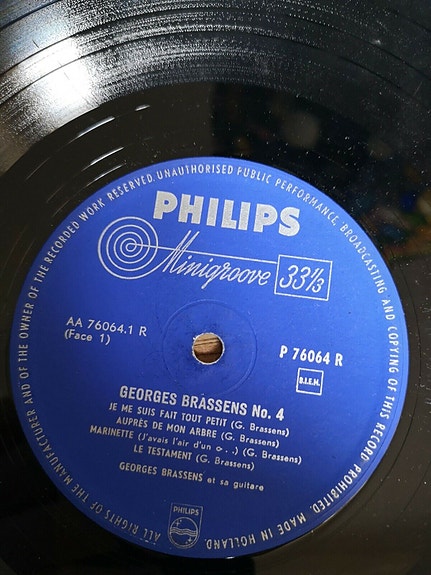 ALL RIGHTS OF THE MANUFACTURER AND OF THE OWNER OF THE RECORDED WORK RESERVED. UNAUTHORISED PUBLIC PERFORMANCE, BROADCASTING AND COPYING OF THIS RECORD PROHIBITED. MADE IN HOLLAND.
PHILIPS
Minigroove 33⅓
AA 76064.1 R
(Face 1)
P 76064 R
B.I.E.M.
GEORGES BRASSENS No. 4
JE ME SUIS FAIT TOUT PETIT (G. Brassens)
AUPRÈS DE MON ARBRE (G. Brassens)
MARINETTE (J'avais l'air d'un c. . .) (G. Brassens)
LE TESTAMENT (G. Brassens)
GEORGES BRASSENS et sa guitare
PHILIPS